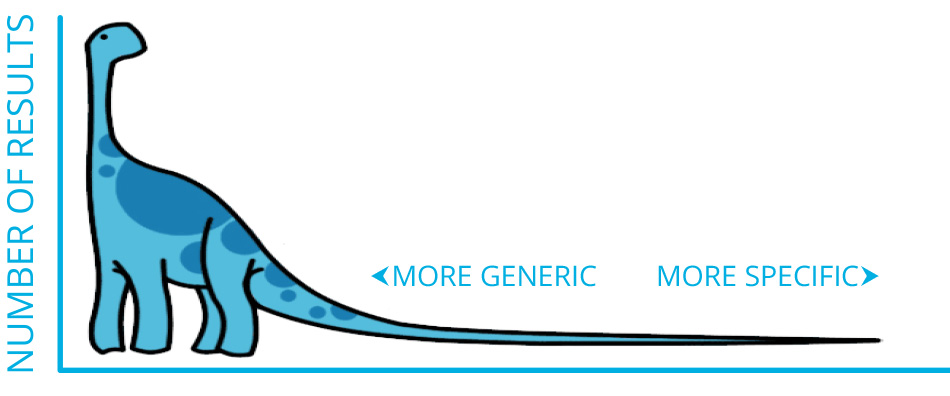 NUMBER OF RESULTS
MORE GENERIC
MORE SPECIFIC